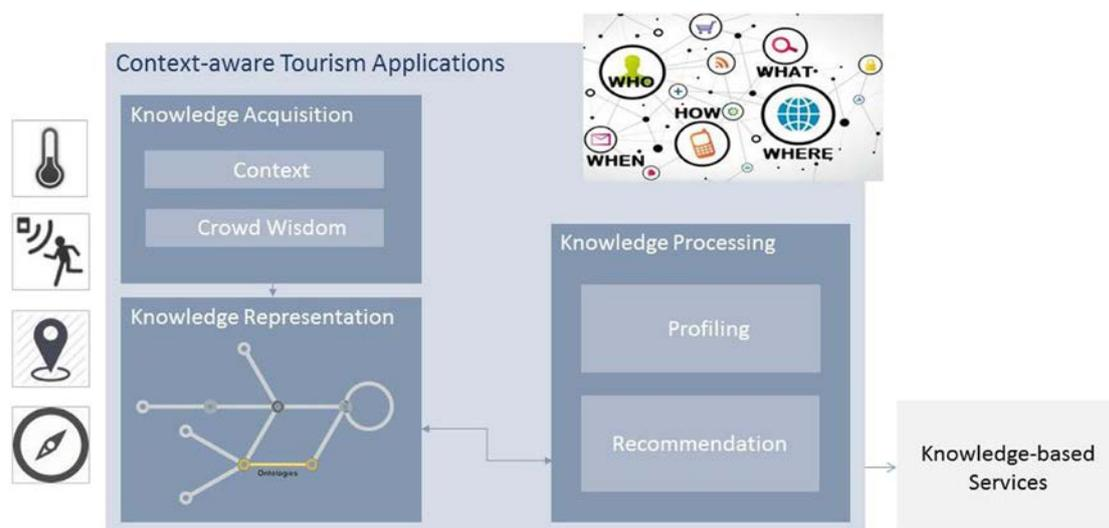 Context-aware Tourism Applications
WHO
WHAT
HOW
WHEN
WHERE
Knowledge Acquisition
Context
Crowd Wisdom
Knowledge Representation
Ontologies
Knowledge Processing
Profiling
Recommendation
Knowledge-based
Services